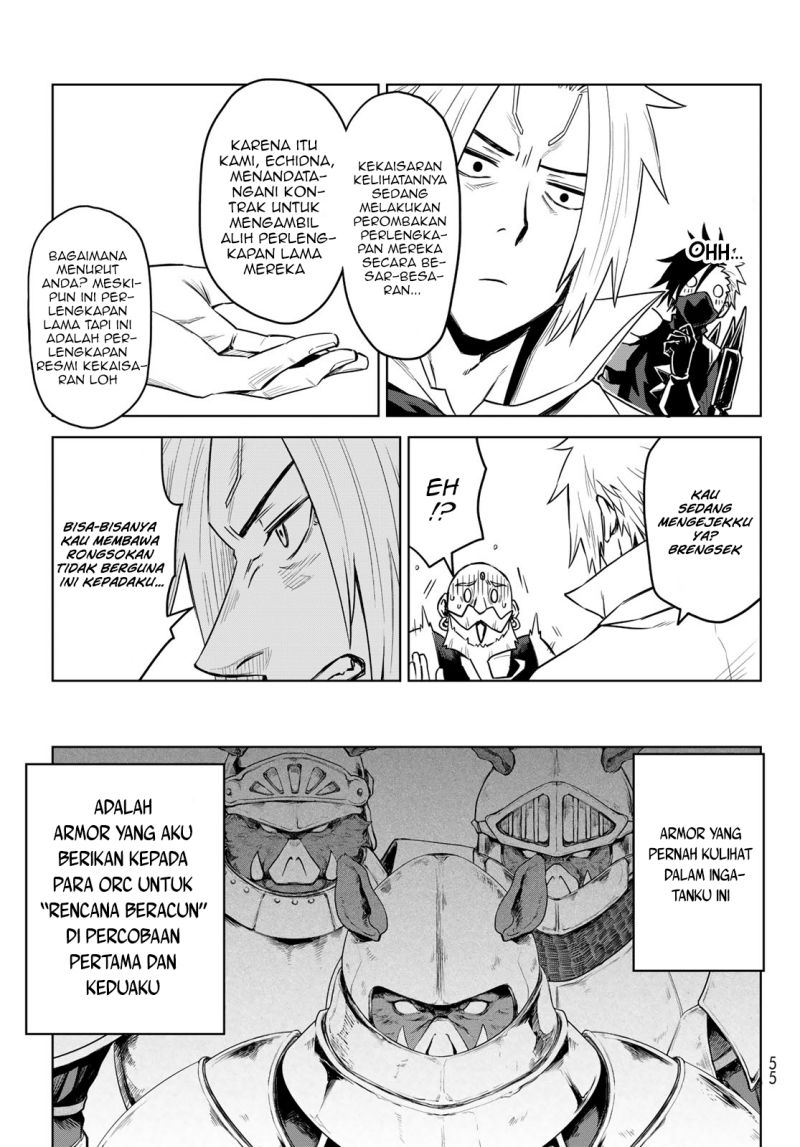 KEKAISARAN
KELIHATANNYA
SEDANG
MELAKUKAN
PEROMBAKAN
PERLENGK-
APAN MEREKA
SECARA BE-
SAR-BESA-
RAN...
OHH...
KARENA ITU
KAMI, ECHIDNA,
MENANDATA-
NGANI KON-
TRAK UNTUK
MENGAMBIL
ALIH PERLENG-
KAPAN LAMA
MEREKA
BAGAIMANA
MENURUT
ANDA? MESKI-
PUN INI PER-
LENGKAPAN
LAMA TAPI INI
ADALAH PER-
LENGKAPAN
RESMI KEKAISA-
RAN LOH
KAU
SEDANG
MENGEJEKKU
YA?
BRENGSEK
EH
!?
BISA-BISANYA
KAU MEMBAWA
RONGSOKAN
TIDAK BERGUNA
INI KEPADAKU...
ARMOR YANG
PERNAH KULIHAT
DALAM INGA-
TANKU INI
ADALAH
ARMOR YANG AKU
BERIKAN KEPADA
PARA ORC UNTUK
“RENCANA BERACUN”
DI PERCOBAAN
PERTAMA DAN
KEDUAKU
55